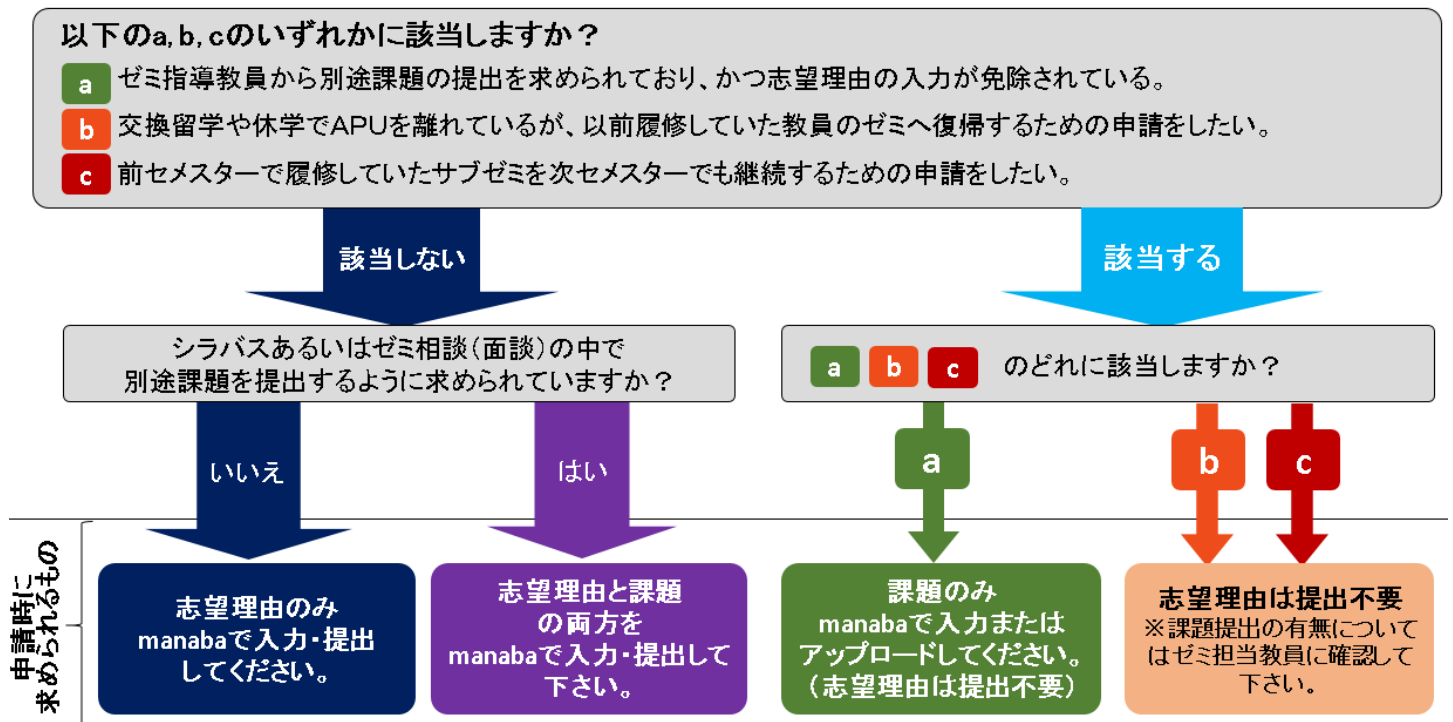 以下のa,b,cのいずれかに該当しますか？
a ゼミ指導教員から別途課題の提出を求められており、かつ志望理由の入力が免除されている。
b 交換留学や休学でAPUを離れているが、以前履修していた教員のゼミへ復帰するための申請をしたい。
c 前セメスターで履修していたサブゼミを次セメスターでも継続するための申請をしたい。
該当しない
該当する
シラバスあるいはゼミ相談（面談）の中で
別途課題を提出するように求められていますか？
a b c のどれに該当しますか？
いいえ
はい
a
b
c
申請時に
求められるもの
志望理由のみ
manabaで入力・提出
してください。
志望理由と課題
の両方を
manabaで入力・提出して
下さい。
課題のみ
manabaで入力または
アップロードしてください。
（志望理由は提出不要）
志望理由は提出不要
※課題提出の有無について
はゼミ担当教員に確認して
下さい。